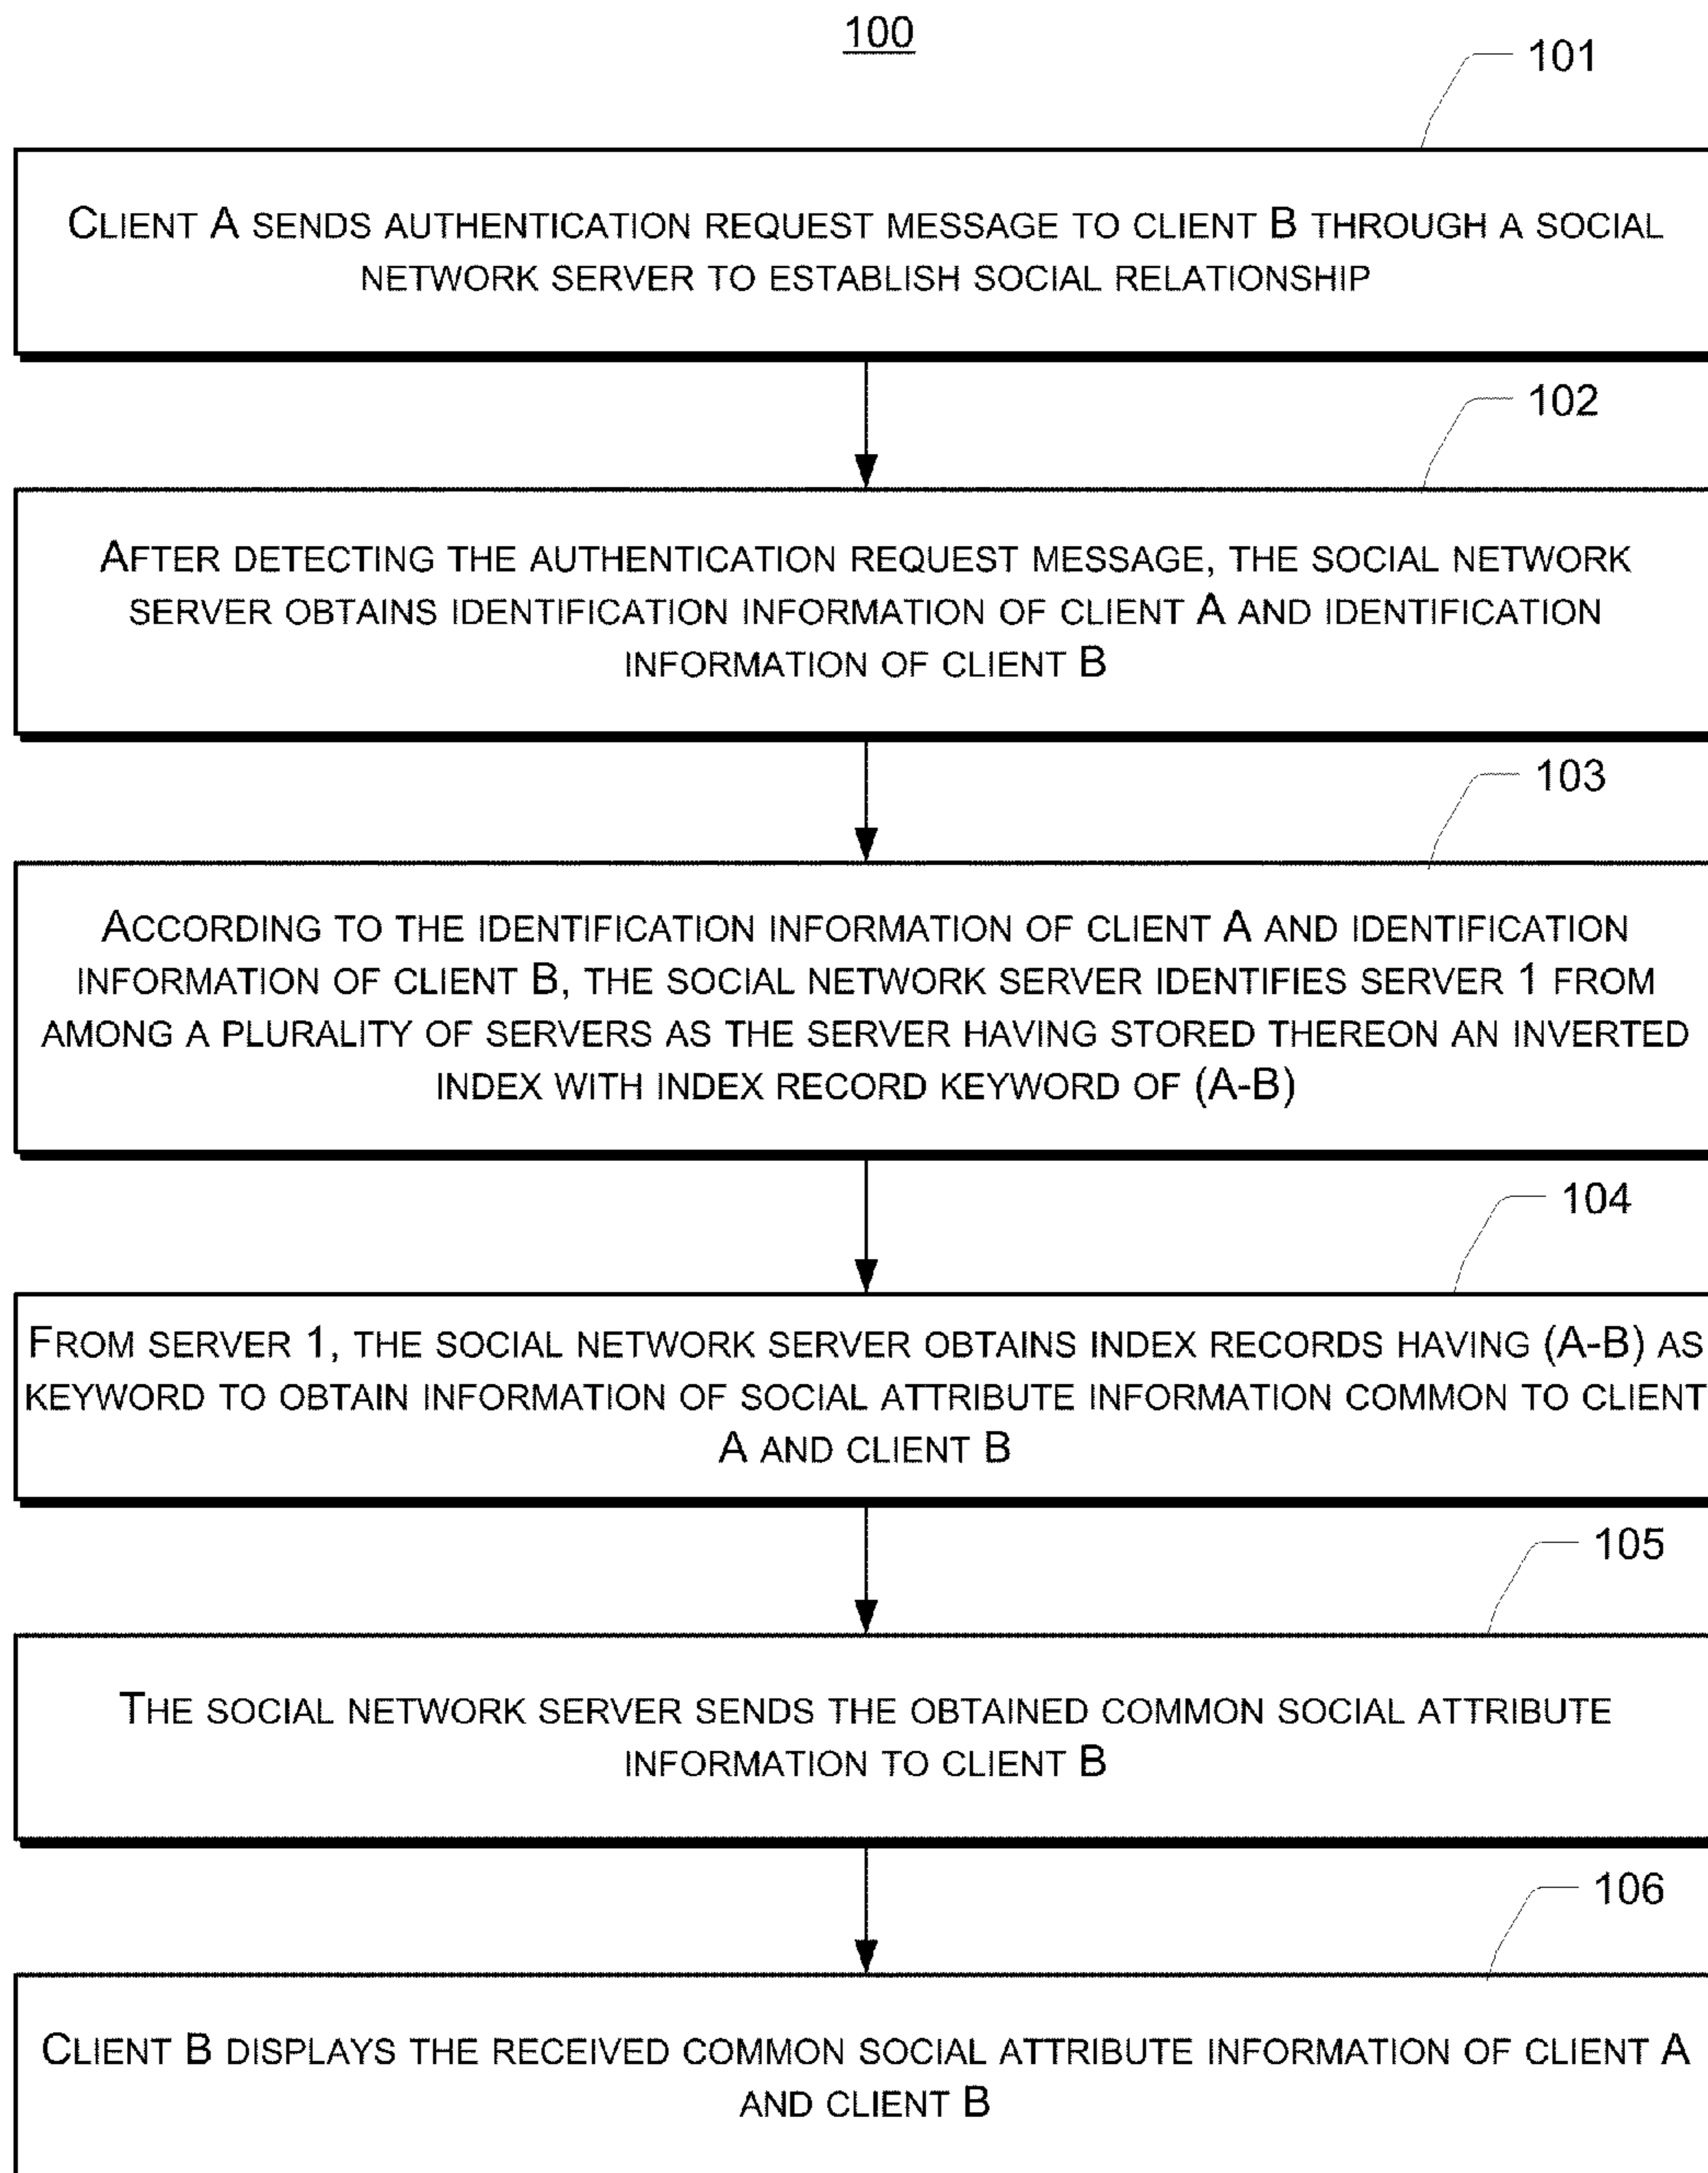 100
101
CLIENT A SENDS AUTHENTICATION REQUEST MESSAGE TO CLIENT B THROUGH A SOCIAL
NETWORK SERVER TO ESTABLISH SOCIAL RELATIONSHIP
102
AFTER DETECTING THE AUTHENTICATION REQUEST MESSAGE, THE SOCIAL NETWORK
SERVER OBTAINS IDENTIFICATION INFORMATION OF CLIENT A AND IDENTIFICATION
INFORMATION OF CLIENT B
103
ACCORDING TO THE IDENTIFICATION INFORMATION OF CLIENT A AND IDENTIFICATION
INFORMATION OF CLIENT B, THE SOCIAL NETWORK SERVER IDENTIFIES SERVER 1 FROM
AMONG A PLURALITY OF SERVERS AS THE SERVER HAVING STORED THEREON AN INVERTED
INDEX WITH INDEX RECORD KEYWORD OF (A-B)
104
FROM SERVER 1, THE SOCIAL NETWORK SERVER OBTAINS INDEX RECORDS HAVING (A-B) AS
KEYWORD TO OBTAIN INFORMATION OF SOCIAL ATTRIBUTE INFORMATION COMMON TO CLIENT
A AND CLIENT B
105
THE SOCIAL NETWORK SERVER SENDS THE OBTAINED COMMON SOCIAL ATTRIBUTE
INFORMATION TO CLIENT B
106
CLIENT B DISPLAYS THE RECEIVED COMMON SOCIAL ATTRIBUTE INFORMATION OF CLIENT A
AND CLIENT B